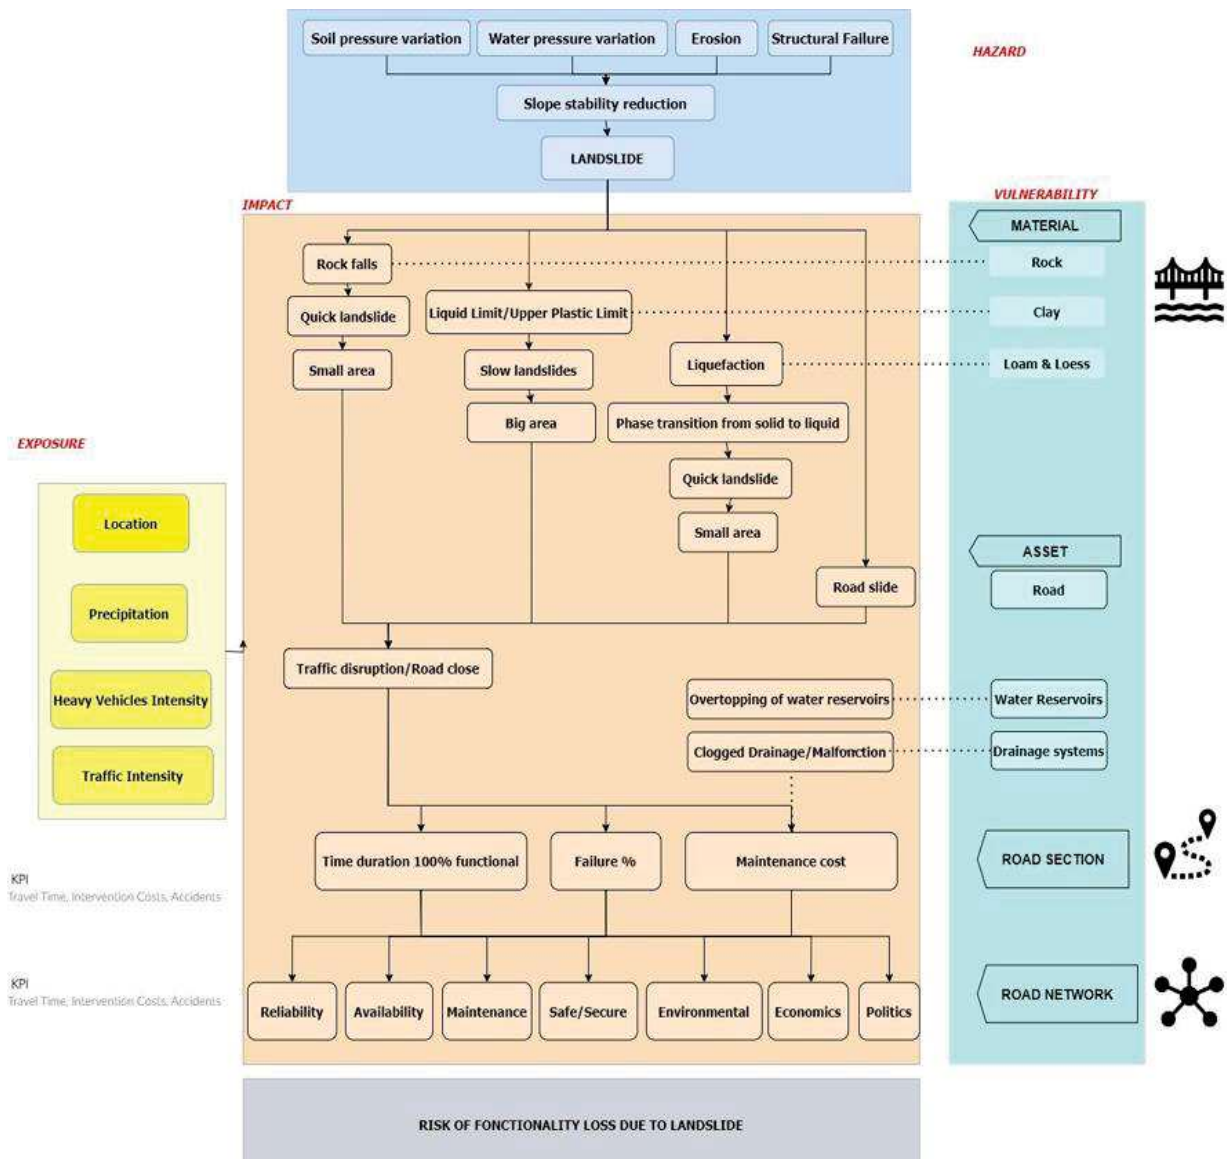 Soil pressure variation
Water pressure variation
Erosion
Structural Failure
HAZARD
Slope stability reduction
LANDSLIDE
IMPACT
VULNERABILITY
MATERIAL
Rock falls
Rock
Quick landslide
Liquid Limit/Upper Plastic Limit
Clay
Small area
Slow landslides
Liquefaction
Loam & Loess
Big area
Phase transition from solid to liquid
EXPOSURE
Quick landslide
Location
Small area
ASSET
Road slide
Road
Precipitation
Traffic disruption/Road close
Heavy Vehicles Intensity
Overtopping of water reservoirs
Water Reservoirs
Clogged Drainage/Malfonction
Drainage systems
Traffic Intensity
Time duration 100% functional
Failure %
Maintenance cost
ROAD SECTION
KPI
Travel Time, Intervention Costs, Accidents
KPI
Travel Time, Intervention Costs, Accidents
Reliability
Availability
Maintenance
Safe/Secure
Environmental
Economics
Politics
ROAD NETWORK
RISK OF FONCTIONALITY LOSS DUE TO LANDSLIDE